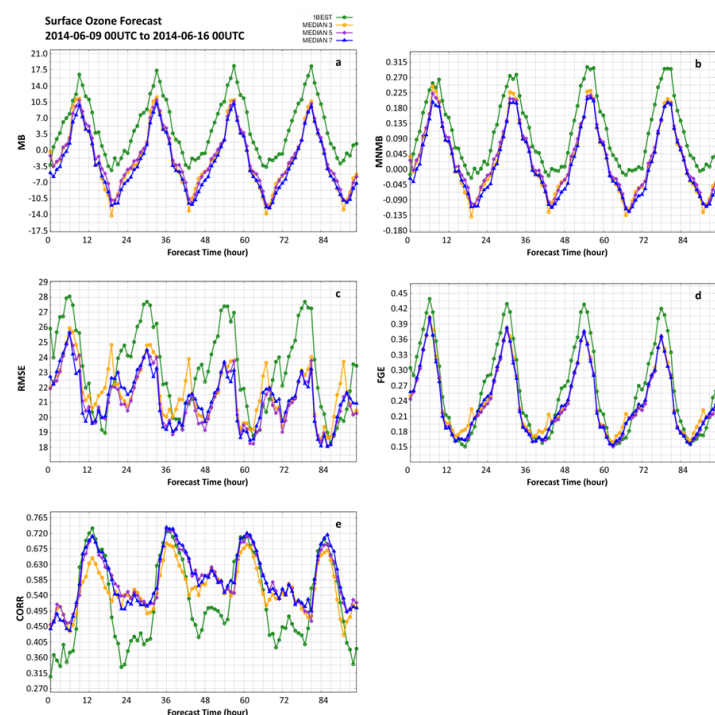 Surface Ozone Forecast
2014-06-09 00UTC to 2014-06-16 00UTC
1BEST
MEDIAN 3
MEDIAN 5
MEDIAN 7
a
MB
21.0
17.5
14.0
10.5
7.0
3.5
0.0
-3.5
-7.0
-10.5
-14.0
-17.5
0 12 24 36 48 60 72 84
Forecast Time (hour)
b
MNMB
0.315
0.270
0.225
0.180
0.135
0.090
0.045
0.000
-0.045
-0.090
-0.135
-0.180
0 12 24 36 48 60 72 84
Forecast Time (hour)
c
RMSE
29
28
27
26
25
24
23
22
21
20
19
18
0 12 24 36 48 60 72 84
Forecast Time (hour)
d
FGE
0.45
0.42
0.39
0.36
0.33
0.30
0.27
0.24
0.21
0.18
0.15
0 12 24 36 48 60 72 84
Forecast Time (hour)
e
CORR
0.765
0.720
0.675
0.630
0.585
0.540
0.495
0.450
0.405
0.360
0.315
0.270
0 12 24 36 48 60 72 84
Forecast Time (hour)